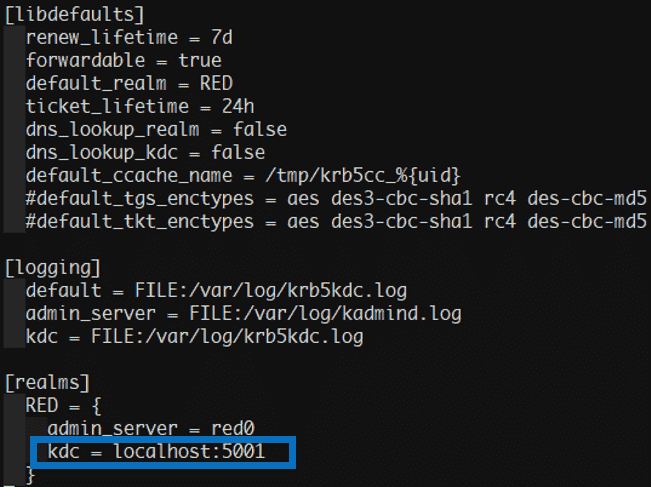 [libdefaults]
renew_lifetime = 7d
forwardable = true
default_realm = RED
ticket_lifetime = 24h
dns_lookup_realm = false
dns_lookup_kdc = false
default_ccache_name = /tmp/krb5cc_%{uid}
#default_tgs_enctypes = aes des3-cbc-sha1 rc4 des-cbc-md5
#default_tkt_enctypes = aes des3-cbc-sha1 rc4 des-cbc-md5
[logging]
default = FILE:/var/log/krb5kdc.log
admin_server = FILE:/var/log/kadmind.log
kdc = FILE:/var/log/krb5kdc.log
[realms]
RED = {
admin_server = red0
kdc = localhost:5001
}